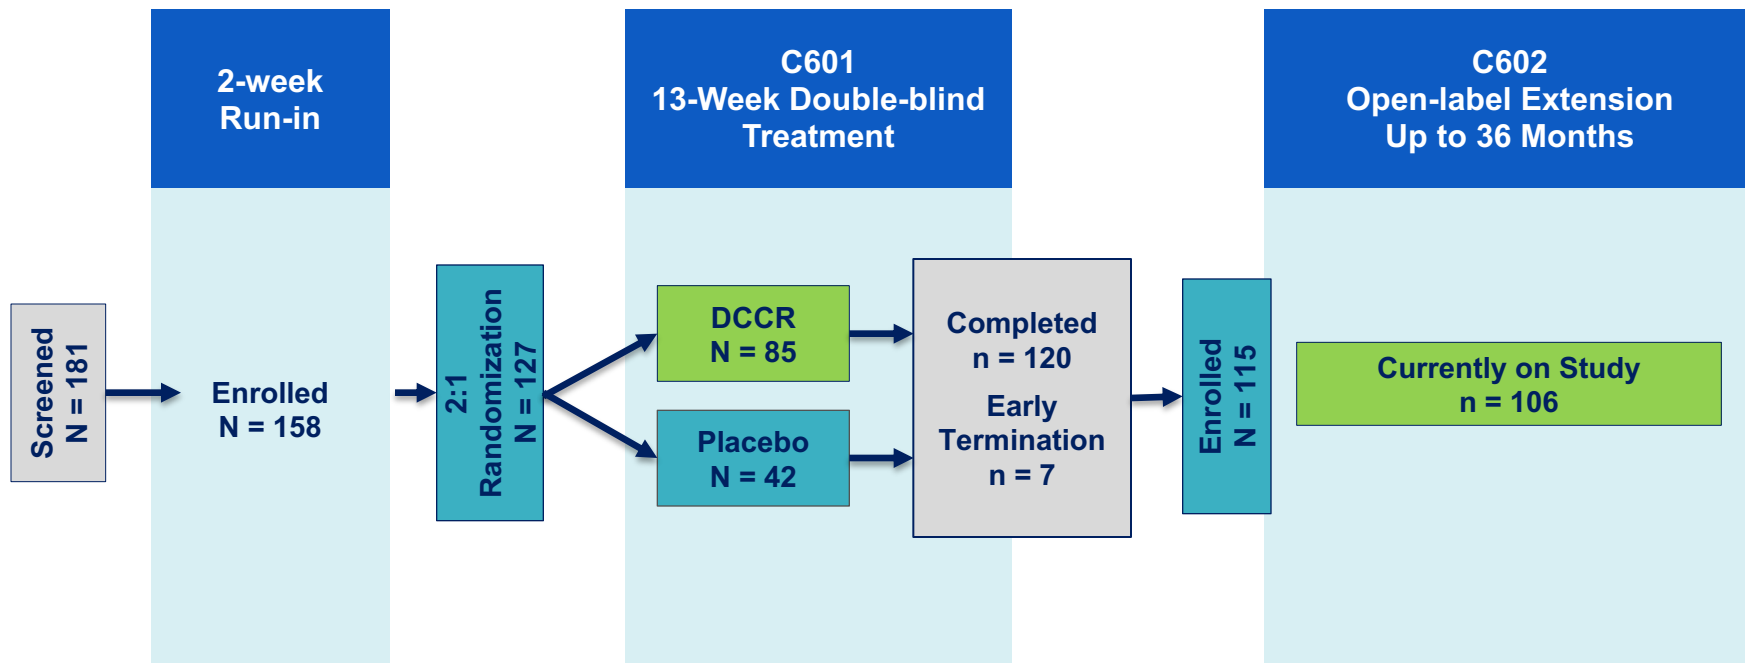 2-week
Run-in
C601
13-Week Double-blind
Treatment
C602
Open-label Extension
Up to 36 Months
Screened
N = 181
Enrolled
N = 158
2:1
Randomization
N = 127
DCCR
N = 85
Placebo
N = 42
Completed
n = 120
Early
Termination
n = 7
Enrolled
N = 115
Currently on Study
n = 106